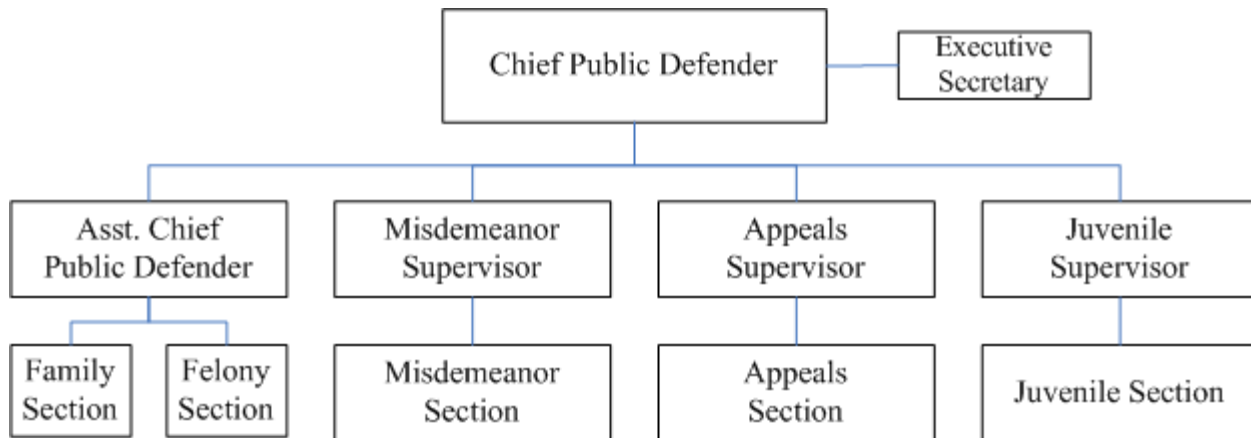 Chief Public Defender
Executive
Secretary
Asst. Chief
Public Defender
Misdemeanor
Supervisor
Appeals
Supervisor
Juvenile
Supervisor
Family
Section
Felony
Section
Misdemeanor
Section
Appeals
Section
Juvenile Section